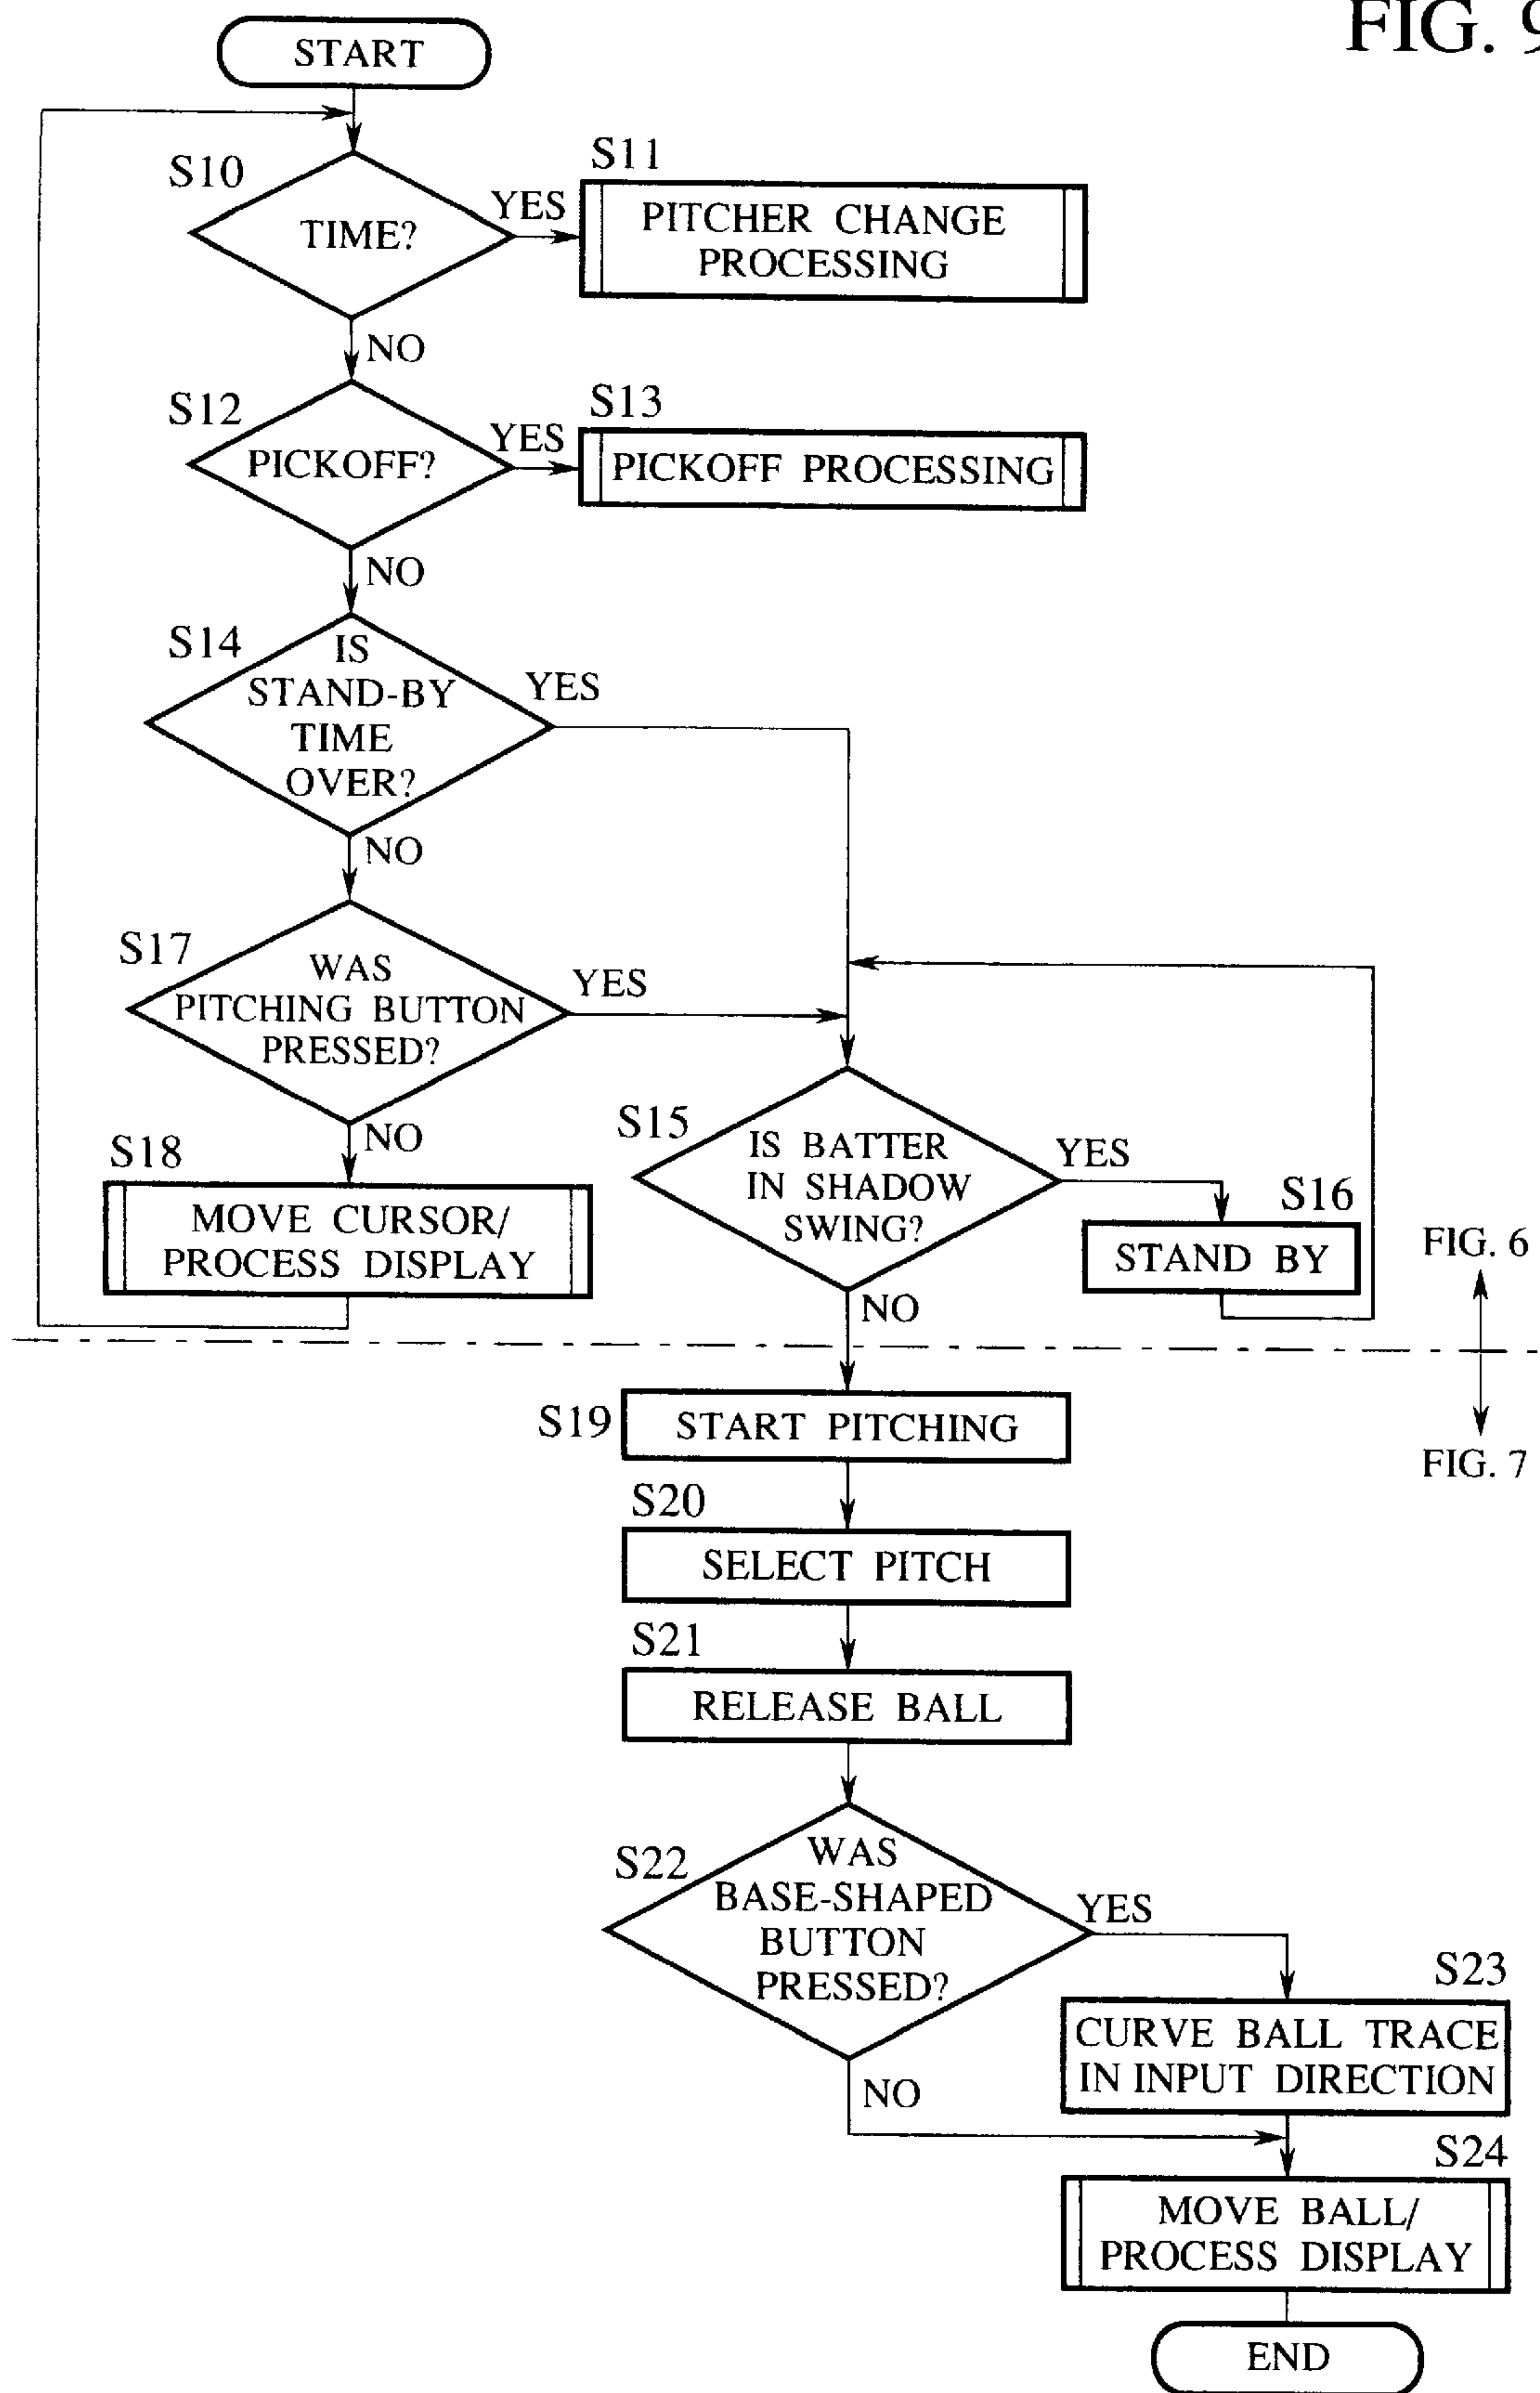 FIG. 9
START
S10
TIME?
YES
S11
PITCHER CHANGE
PROCESSING
NO
S12
PICKOFF?
YES
S13
PICKOFF PROCESSING
NO
S14
IS
STAND-BY
TIME
OVER?
YES
NO
S17
WAS
PITCHING BUTTON
PRESSED?
YES
NO
S18
MOVE CURSOR/
PROCESS DISPLAY
S15
IS BATTER
IN SHADOW
SWING?
YES
S16
STAND BY
NO
FIG. 6
FIG. 7
S19
START PITCHING
S20
SELECT PITCH
S21
RELEASE BALL
S22
WAS
BASE-SHAPED
BUTTON
PRESSED?
YES
NO
S23
CURVE BALL TRACE
IN INPUT DIRECTION
S24
MOVE BALL/
PROCESS DISPLAY
END